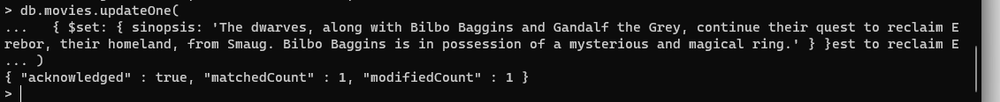 > db.movies.updateOne(
...   { $set: { sinopsis: 'The dwarves, along with Bilbo Baggins and Gandalf the Grey, continue their quest to reclaim E
rebor, their homeland, from Smaug. Bilbo Baggins is in possession of a mysterious and magical ring.' } }est to reclaim E
... )
{ "acknowledged" : true, "matchedCount" : 1, "modifiedCount" : 1 }
>